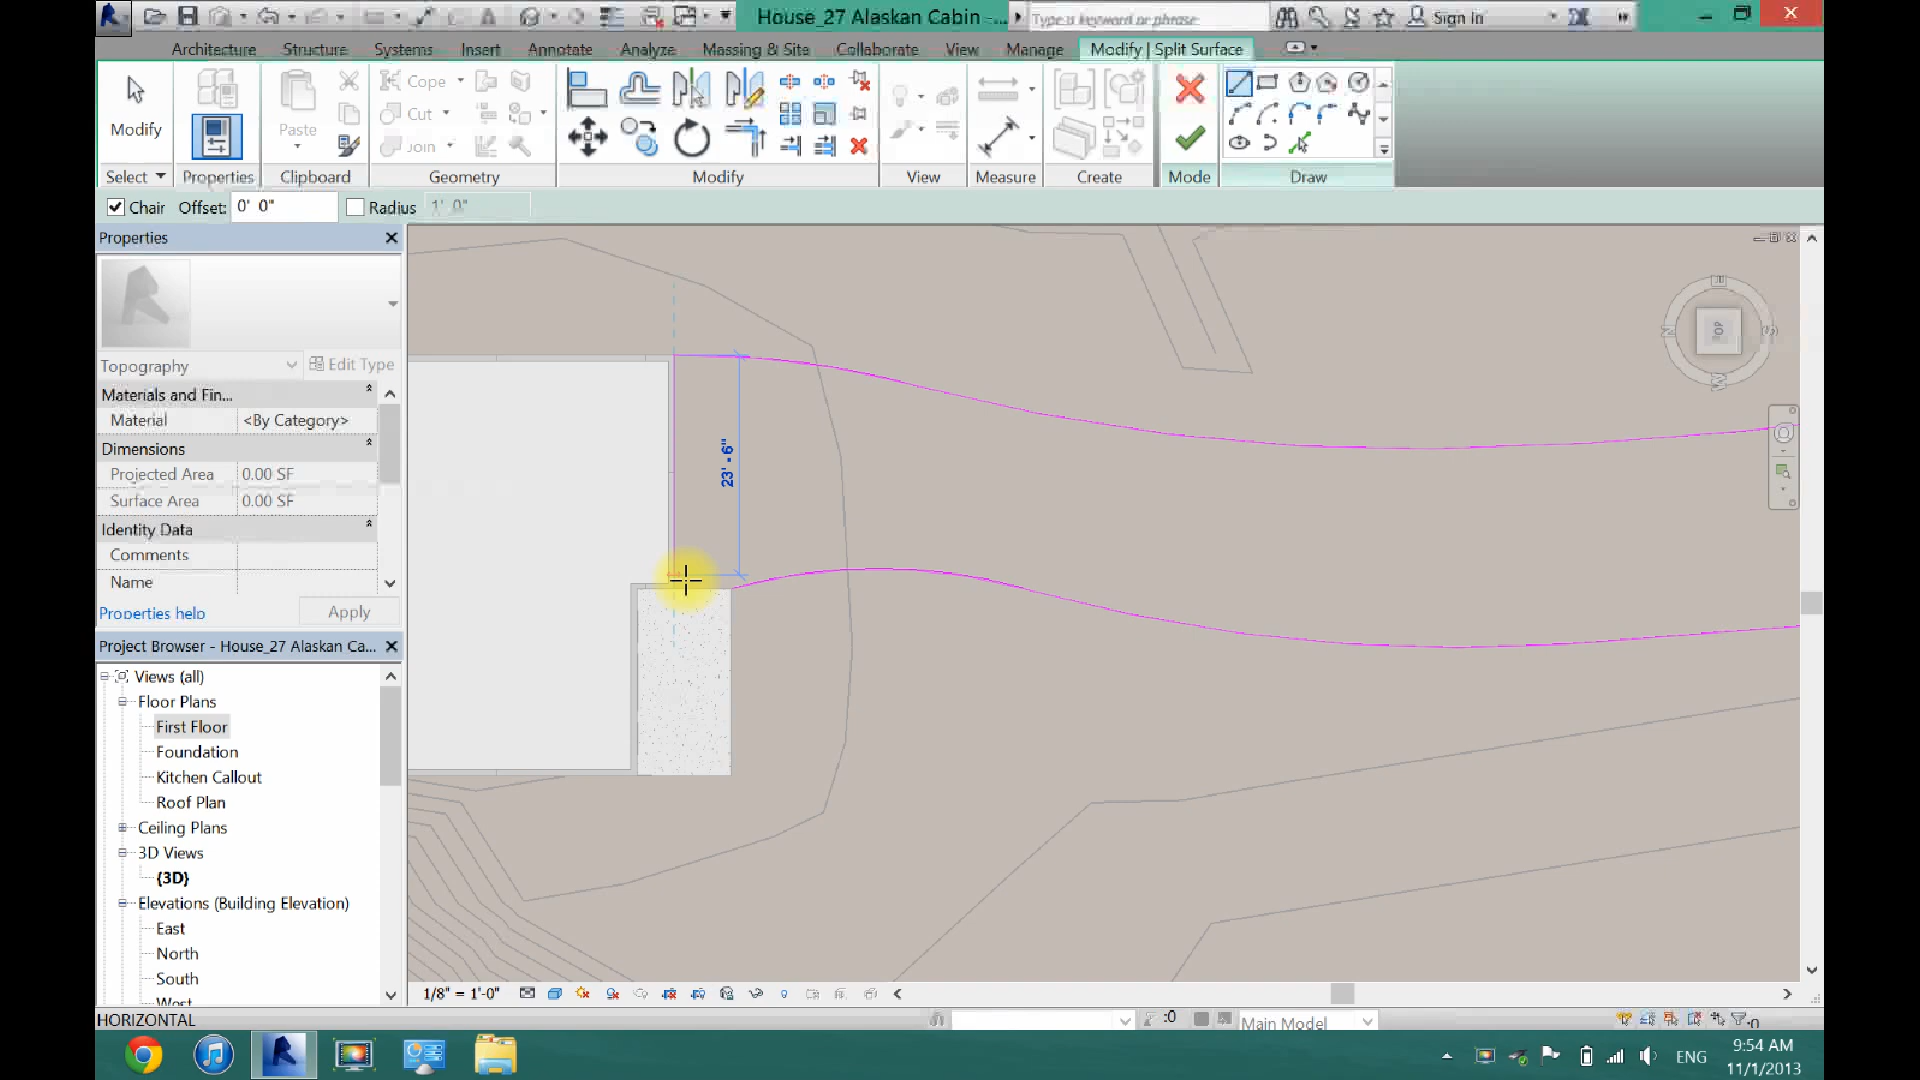 House_27 Alaskan Cabin -...
Type a keyword or phrase
Sign In
Architecture Structure Systems Insert Annotate Analyze Massing & Site Collaborate View Manage Modify | Split Surface
Modify
Paste
Cope
Cut
Join
Select Properties Clipboard Geometry Modify View Measure Create Mode Draw
Chair Offset: 0' 0" Radius 1' 0"
Properties
Topography Edit Type
Materials and Fin...
Material <By Category>
Dimensions
Projected Area 0.00 SF
Surface Area 0.00 SF
Identity Data
Comments
Name
Properties help Apply
Project Browser - House_27 Alaskan Ca...
Views (all)
Floor Plans
First Floor
Foundation
Kitchen Callout
Roof Plan
Ceiling Plans
3D Views
{3D}
Elevations (Building Elevation)
East
North
South
West
23' - 6"
TOP
N
S
W
1/8" = 1'-0"
HORIZONTAL
:0
Main Model
:0
ENG
9:54 AM
11/1/2013